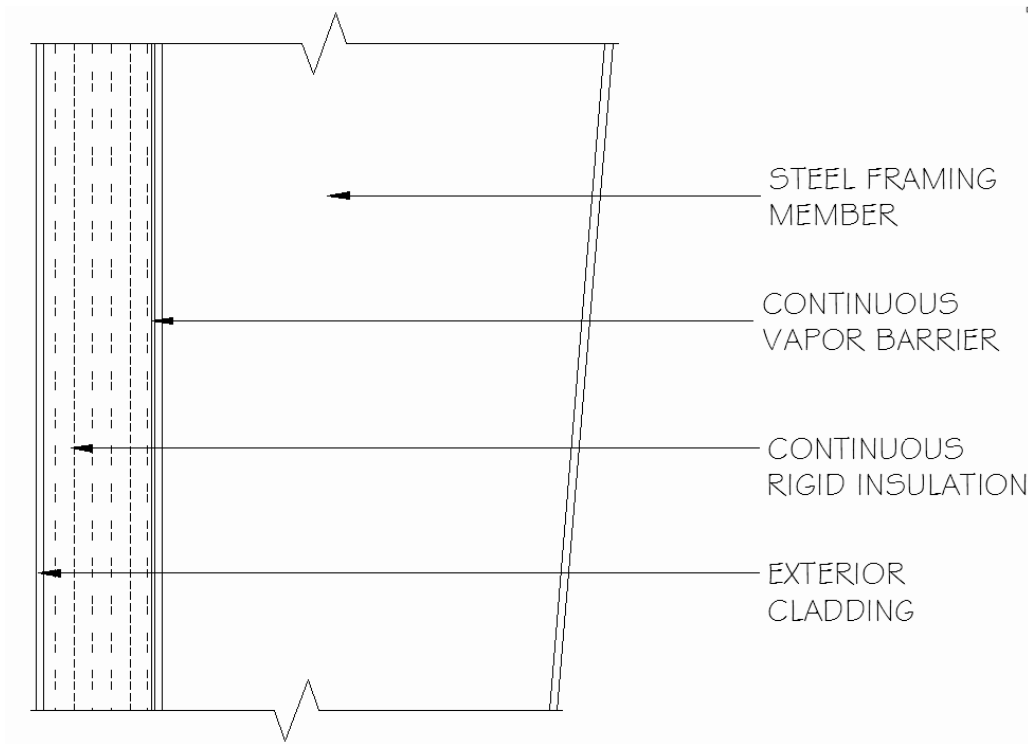 STEEL FRAMING
MEMBER
CONTINUOUS
VAPOR BARRIER
CONTINUOUS
RIGID INSULATION
EXTERIOR
CLADDING